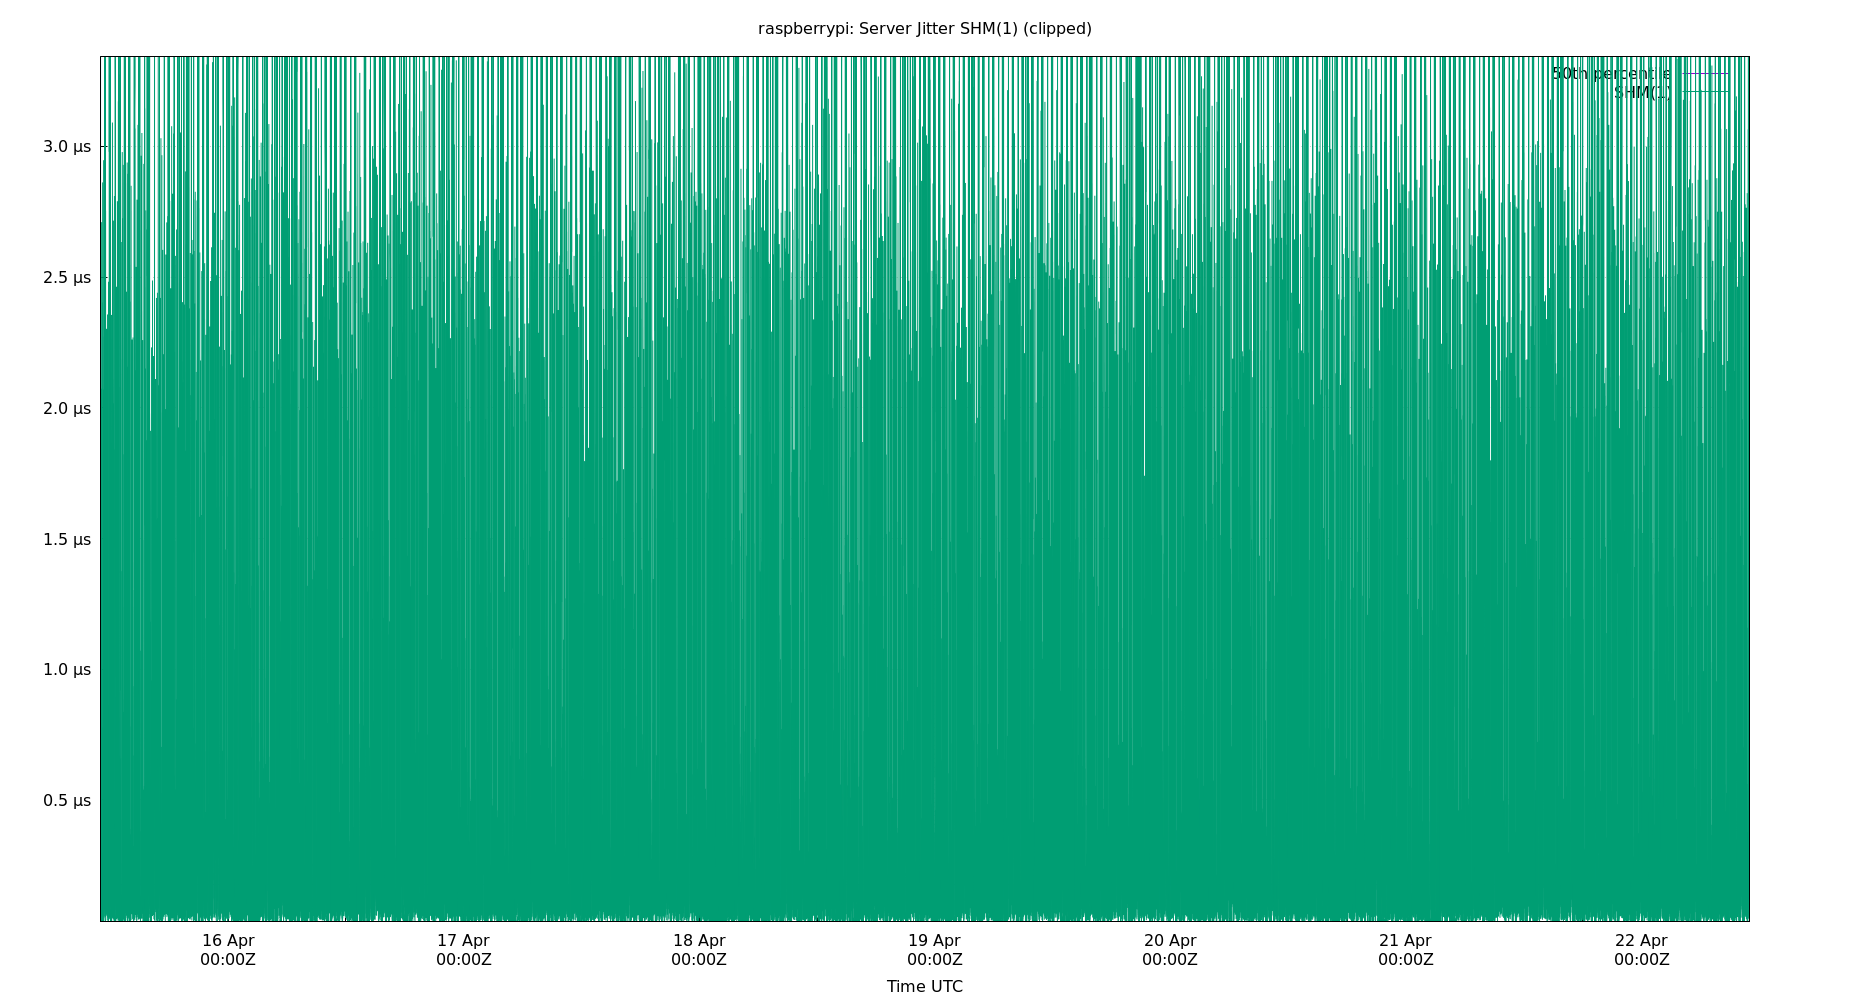 raspberrypi: Server Jitter SHM(1) (clipped)
50th percentile
SHM(1)
3.0 μs
2.5 μs
2.0 μs
1.5 μs
1.0 μs
0.5 μs
16 Apr 17 Apr 18 Apr 19 Apr 20 Apr 21 Apr 22 Apr
00:00Z 00:00Z 00:00Z 00:00Z 00:00Z 00:00Z 00:00Z
Time UTC